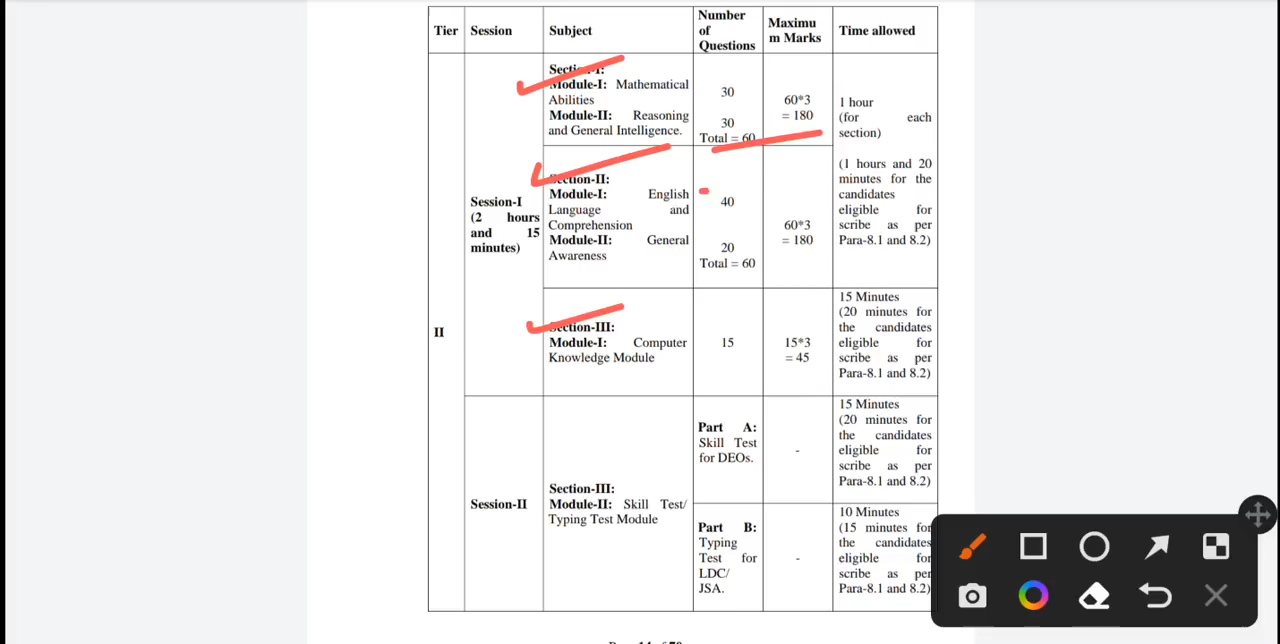 Tier Session Subject Number of Questions Maximu m Marks Time allowed
II
Session-I
(2 hours
and 15
minutes)
Section-I:
Module-I: Mathematical
Abilities
Module-II: Reasoning
and General Intelligence.
30
30
Total = 60
60*3
= 180
1 hour
(for each
section)
(1 hours and 20
minutes for the
candidates
eligible for
scribe as per
Para-8.1 and 8.2)
Section-II:
Module-I: English
Language and
Comprehension
Module-II: General
Awareness
40
20
Total = 60
60*3
= 180
Section-III:
Module-I: Computer
Knowledge Module
15
15*3
= 45
15 Minutes
(20 minutes for
the candidates
eligible for
scribe as per
Para-8.1 and 8.2)
Session-II
Section-III:
Module-II: Skill Test/
Typing Test Module
Part A:
Skill Test
for DEOs.
-
15 Minutes
(20 minutes for
the candidates
eligible for
scribe as per
Para-8.1 and 8.2)
Part B:
Typing
Test for
LDC/
JSA.
-
10 Minutes
(15 minutes for
the candidates
eligible for
scribe as per
Para-8.1 and 8.2)